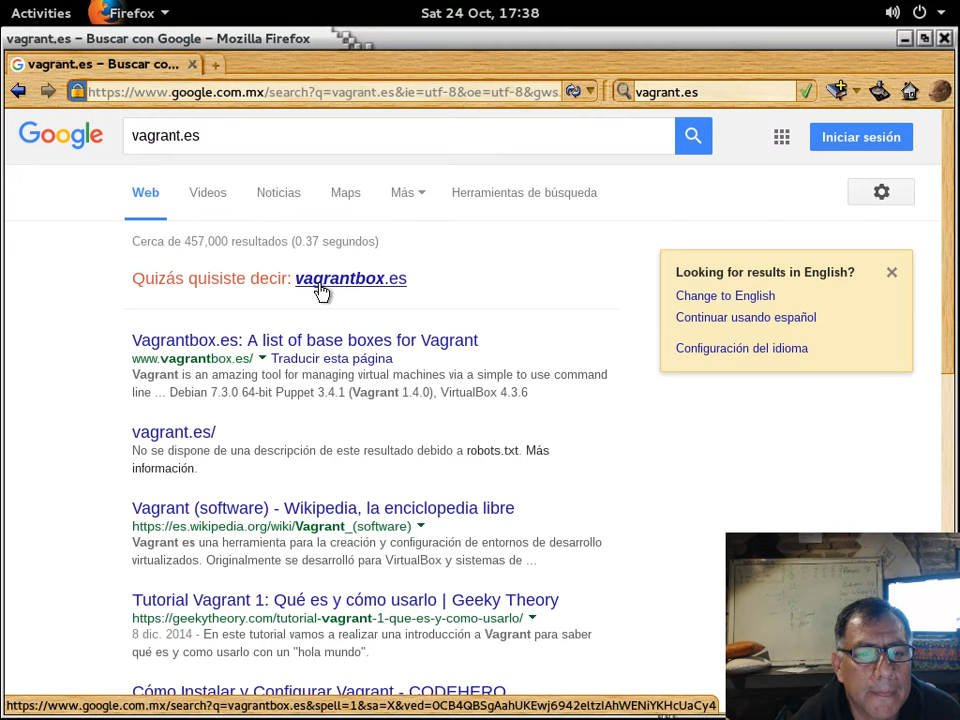 Activities Firefox Sat 24 Oct, 17:38
vagrant.es – Buscar con Google – Mozilla Firefox
vagrant.es – Buscar co...
https://www.google.com.mx/search?q=vagrant.es&ie=utf-8&oe=utf-8&gws. vagrant.es
Google vagrant.es Iniciar sesión
Web Videos Noticias Maps Más Herramientas de búsqueda
Cerca de 457,000 resultados (0.37 segundos)
Quizás quisiste decir: vagrantbox.es
Looking for results in English?
Change to English
Continuar usando español
Configuración del idioma
Vagrantbox.es: A list of base boxes for Vagrant
www.vagrantbox.es/ Traducir esta página
Vagrant is an amazing tool for managing virtual machines via a simple to use command
line ... Debian 7.3.0 64-bit Puppet 3.4.1 (Vagrant 1.4.0), VirtualBox 4.3.6
vagrant.es/
No se dispone de una descripción de este resultado debido a robots.txt. Más
información.
Vagrant (software) - Wikipedia, la enciclopedia libre
https://es.wikipedia.org/wiki/Vagrant_(software)
Vagrant es una herramienta para la creación y configuración de entornos de desarrollo
virtualizados. Originalmente se desarrolló para VirtualBox y sistemas de ...
Tutorial Vagrant 1: Qué es y cómo usarlo | Geeky Theory
https://geekytheory.com/tutorial-vagrant-1-que-es-y-como-usarlo/
8 dic. 2014 - En este tutorial vamos a realizar una introducción a Vagrant para saber
qué es y como usarlo con un "hola mundo".
Cómo Instalar y Configurar Vagrant - CODEHERO
https://www.google.com.mx/search?q=vagrantbox.es&spell=1&sa=X&ved=0CB4QBSgAahUKEwj6942eltzIAhWENiYKHcUaCy4